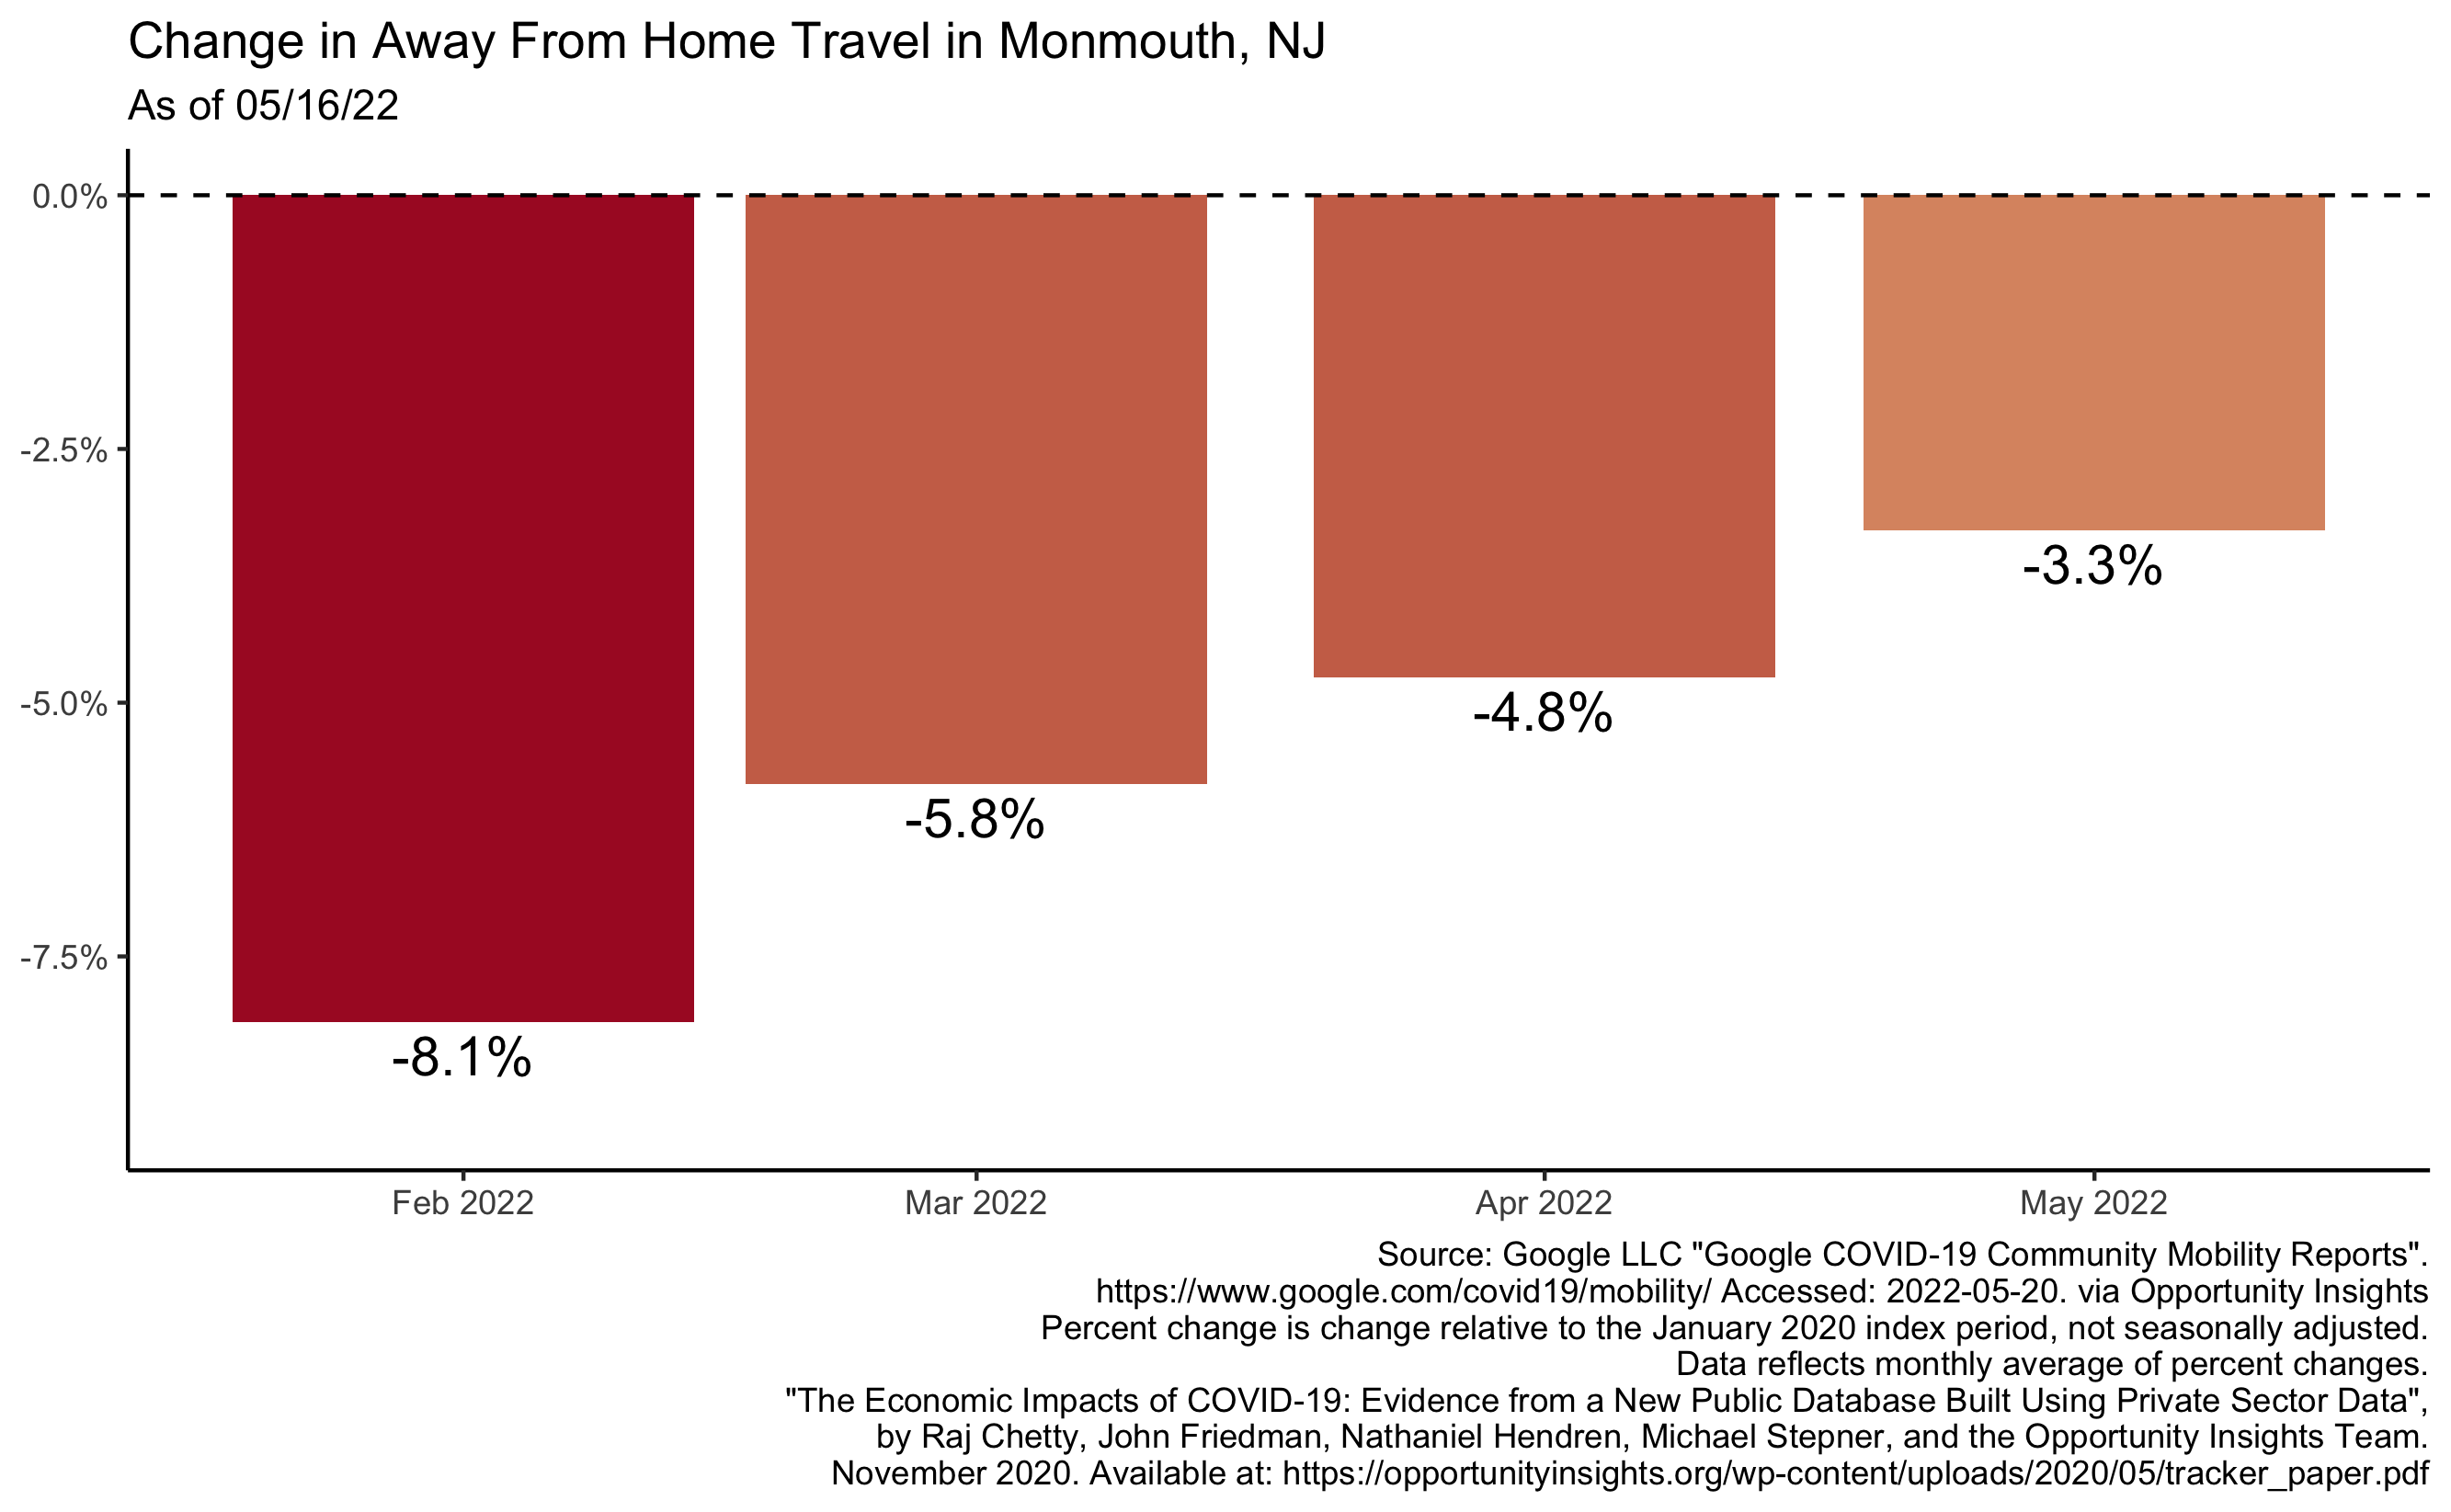 Change in Away From Home Travel in Monmouth, NJ
As of 05/16/22
0.0%
-2.5%
-5.0%
-7.5%
-8.1%
-5.8%
-4.8%
-3.3%
Feb 2022
Mar 2022
Apr 2022
May 2022
Source: Google LLC "Google COVID-19 Community Mobility Reports".
https://www.google.com/covid19/mobility/ Accessed: 2022-05-20. via Opportunity Insights
Percent change is change relative to the January 2020 index period, not seasonally adjusted.
Data reflects monthly average of percent changes.
"The Economic Impacts of COVID-19: Evidence from a New Public Database Built Using Private Sector Data",
by Raj Chetty, John Friedman, Nathaniel Hendren, Michael Stepner, and the Opportunity Insights Team.
November 2020. Available at: https://opportunityinsights.org/wp-content/uploads/2020/05/tracker_paper.pdf